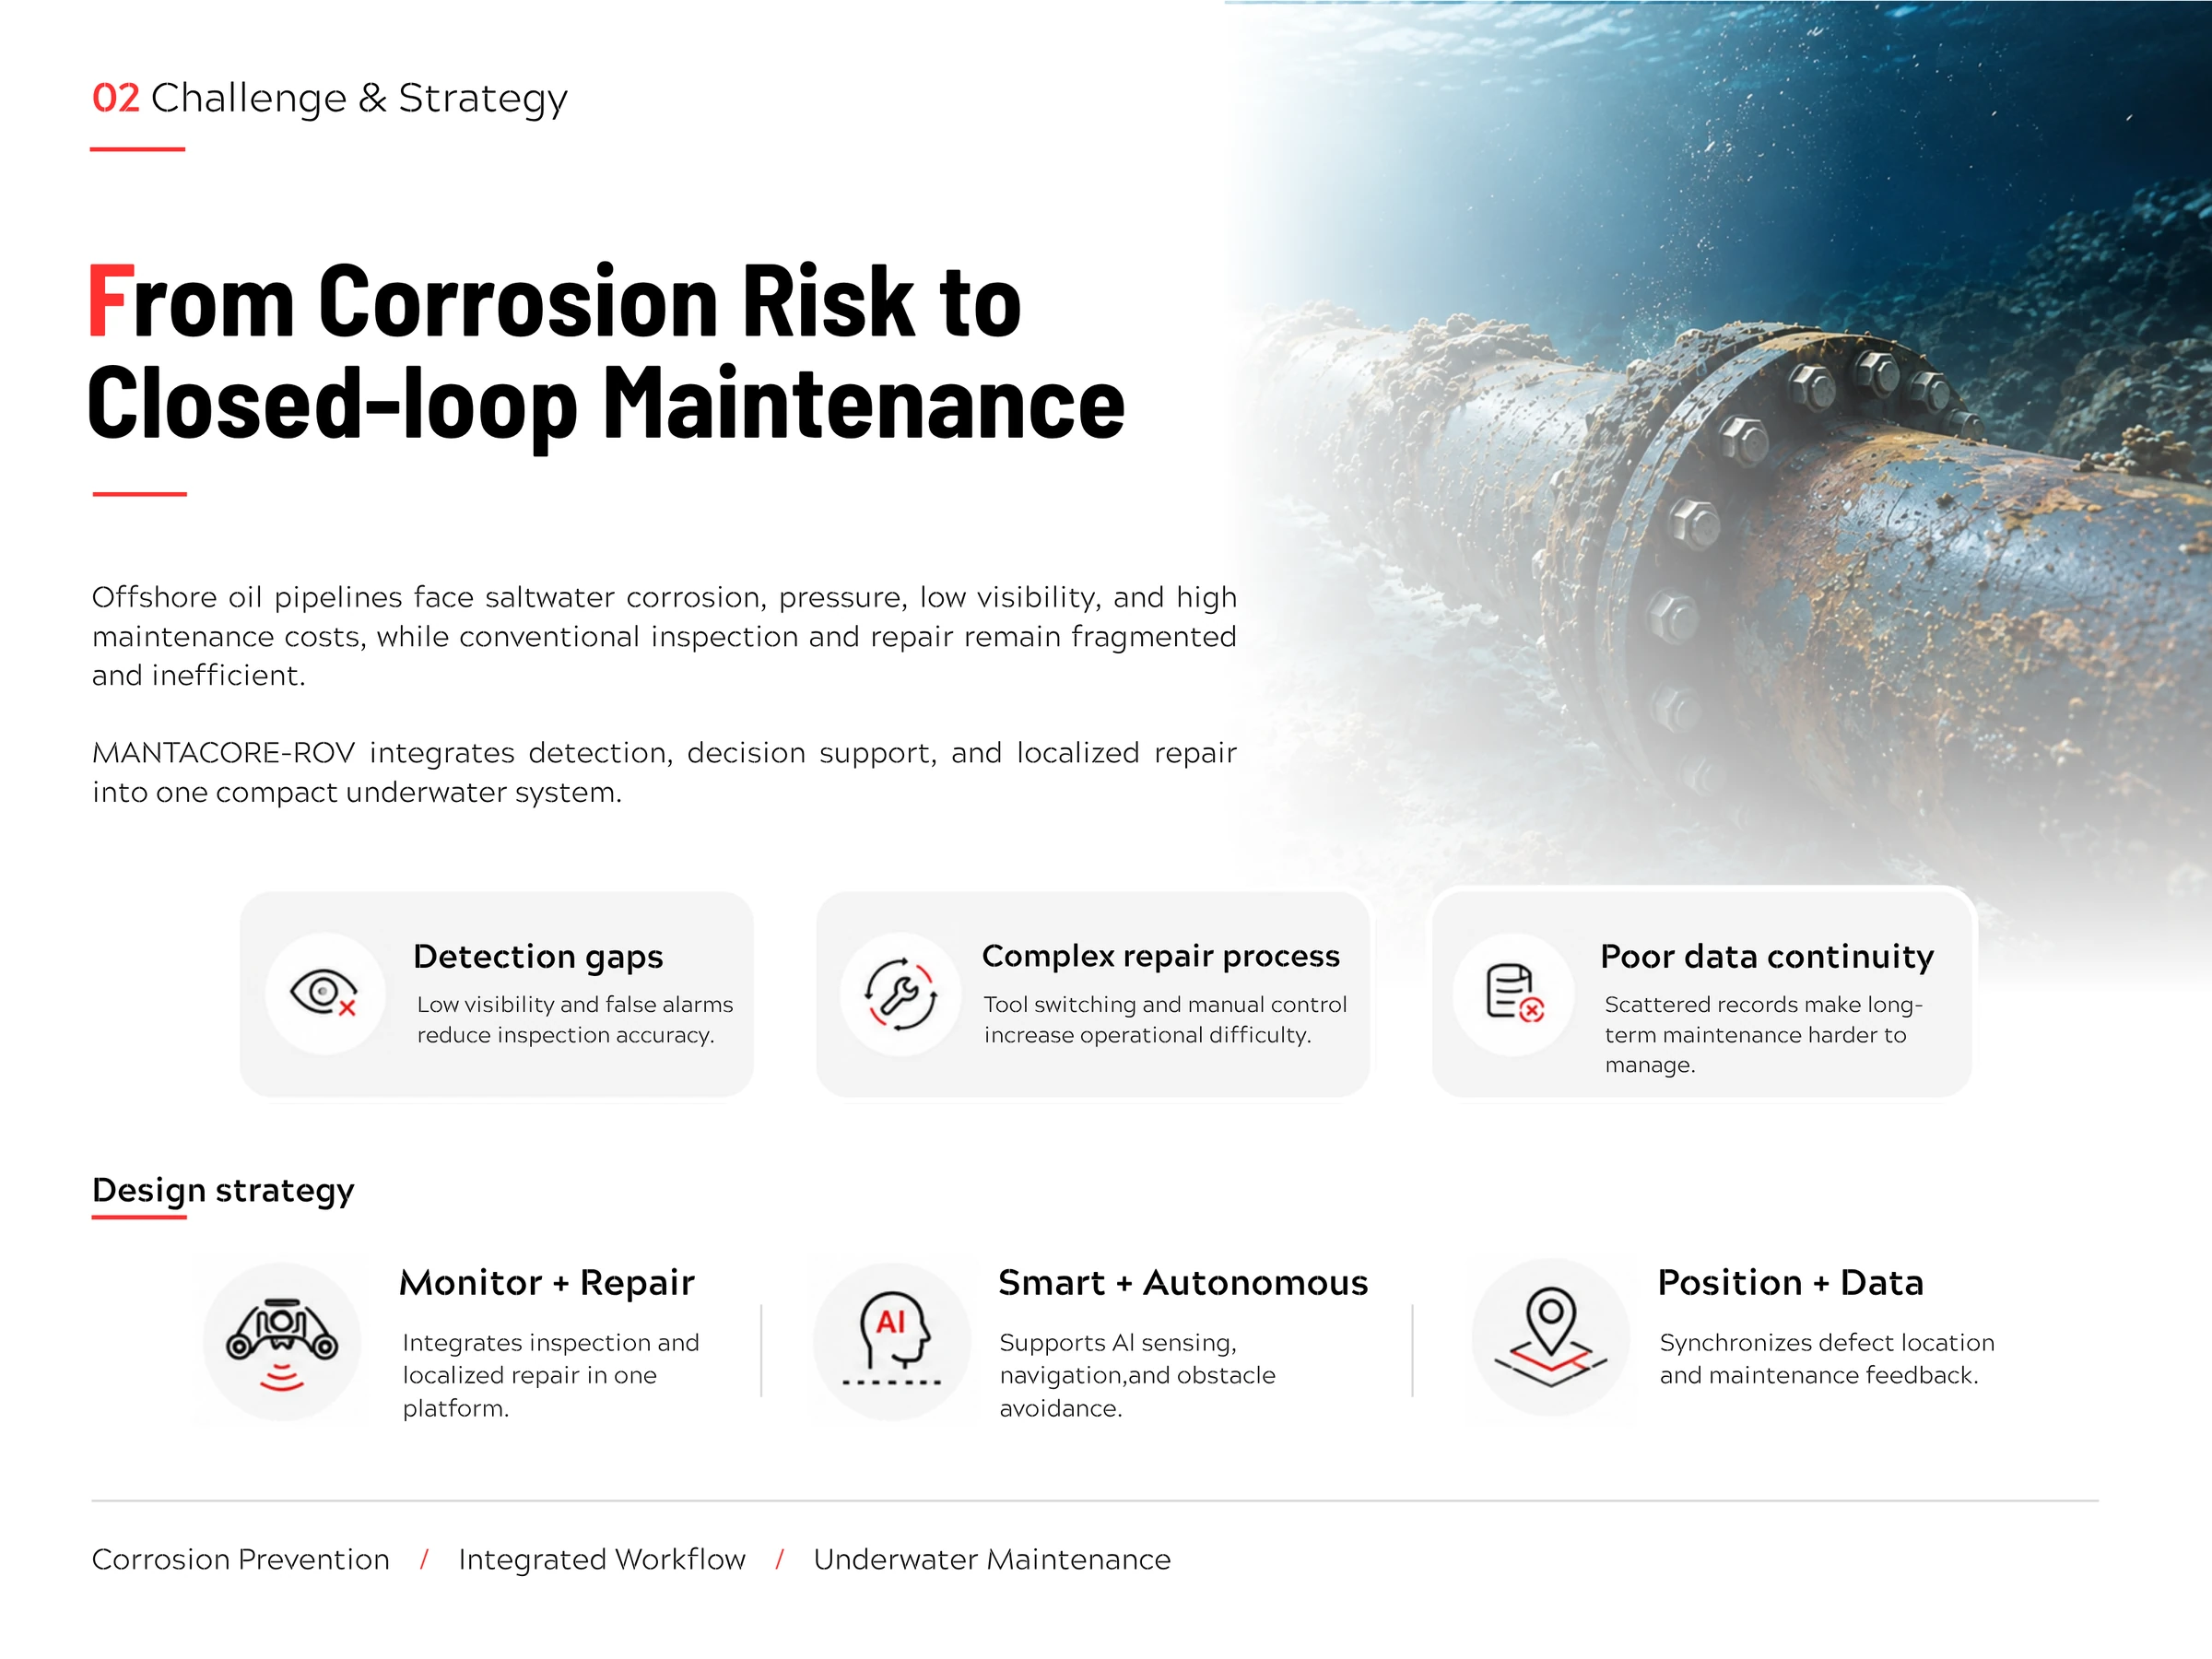 02 Challenge & Strategy
From Corrosion Risk to
Closed-loop Maintenance
Offshore oil pipelines face saltwater corrosion, pressure, low visibility, and high
maintenance costs, while conventional inspection and repair remain fragmented
and inefficient.
MANTACORE-ROV integrates detection, decision support, and localized repair
into one compact underwater system.
Detection gaps
Low visibility and false alarms
reduce inspection accuracy.
Complex repair process
Tool switching and manual control
increase operational difficulty.
Poor data continuity
Scattered records make long-
term maintenance harder to
manage.
Design strategy
Monitor + Repair
Integrates inspection and
localized repair in one
platform.
AI
Smart + Autonomous
Supports AI sensing,
navigation,and obstacle
avoidance.
Position + Data
Synchronizes defect location
and maintenance feedback.
Corrosion Prevention / Integrated Workflow / Underwater Maintenance